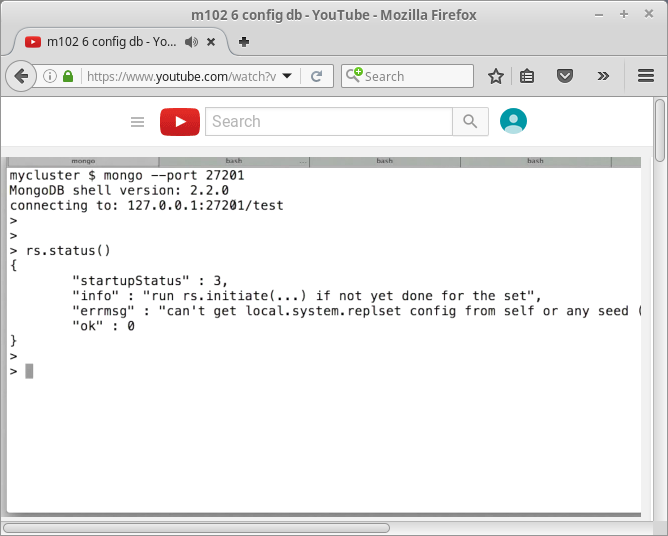 m102 6 config db - YouTube - Mozilla Firefox
m102 6 config db - Yo...
https://www.youtube.com/watch?v
Search
Search
mongo bash ... bash bash
mycluster $ mongo --port 27201
MongoDB shell version: 2.2.0
connecting to: 127.0.0.1:27201/test
>
>
> rs.status()
{
"startupStatus" : 3,
"info" : "run rs.initiate(...) if not yet done for the set",
"errmsg" : "can't get local.system.replset config from self or any seed (
"ok" : 0
}
>
>